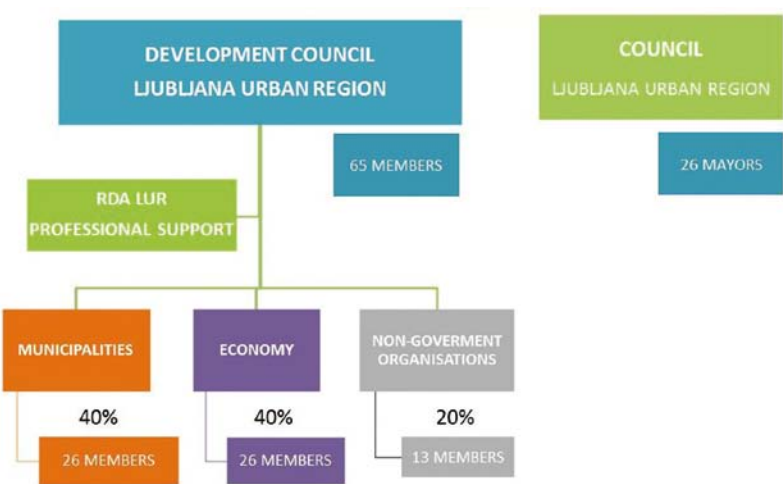 DEVELOPMENT COUNCIL
LJUBLJANA URBAN REGION
COUNCIL
LJUBLJANA URBAN REGION
65 MEMBERS
26 MAYORS
RDA LUR
PROFESSIONAL SUPPORT
MUNICIPALITIES
ECONOMY
NON-GOVERMENT
ORGANISATIONS
40%
40%
20%
26 MEMBERS
26 MEMBERS
13 MEMBERS